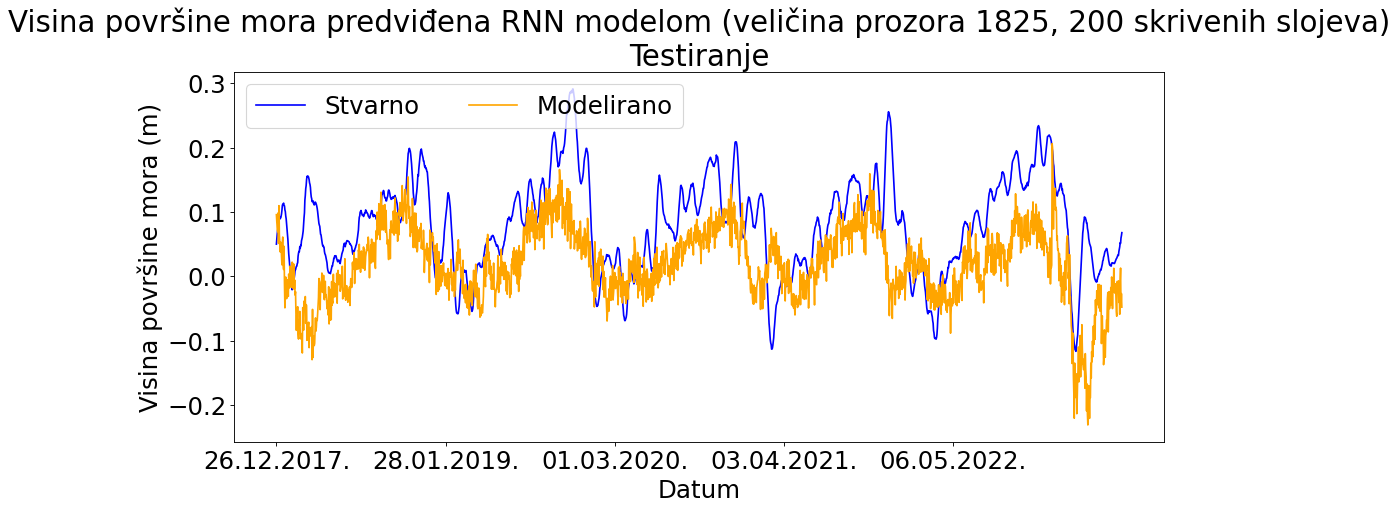 Visina površine mora predviđena RNN modelom (veličina prozora 1825, 200 skrivenih slojeva)
Testiranje
Stvarno
Modelirano
Visina površine mora (m)
0.3
0.2
0.1
0.0
−0.1
−0.2
26.12.2017.
28.01.2019.
01.03.2020.
03.04.2021.
06.05.2022.
Datum